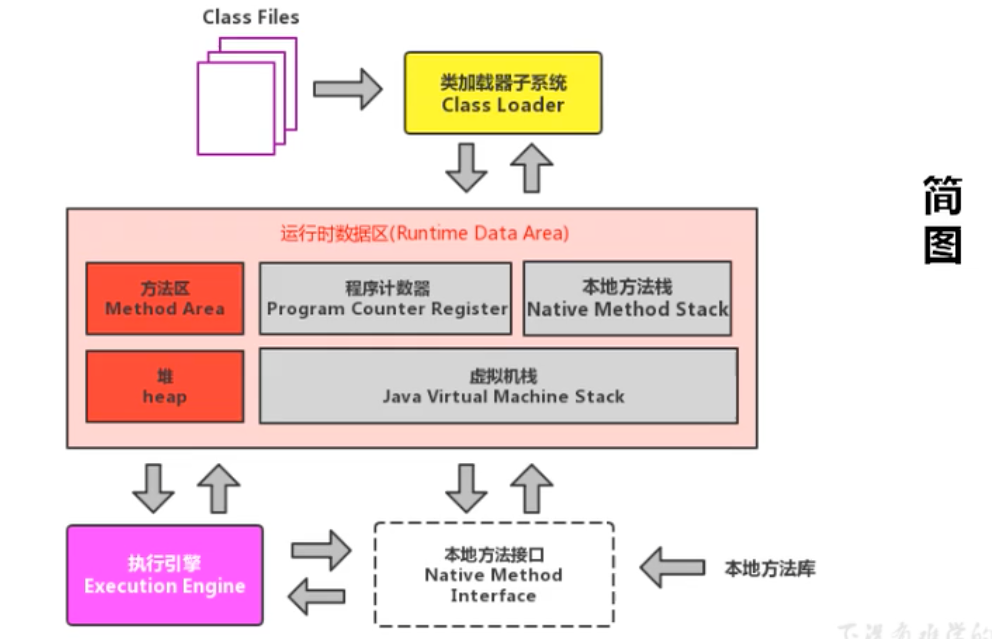 Class Files
类加载器子系统
Class Loader
简
图
运行时数据区(Runtime Data Area)
方法区
Method Area
程序计数器
Program Counter Register
本地方法栈
Native Method Stack
堆
heap
虚拟机栈
Java Virtual Machine Stack
执行引擎
Execution Engine
本地方法接口
Native Method
Interface
本地方法库